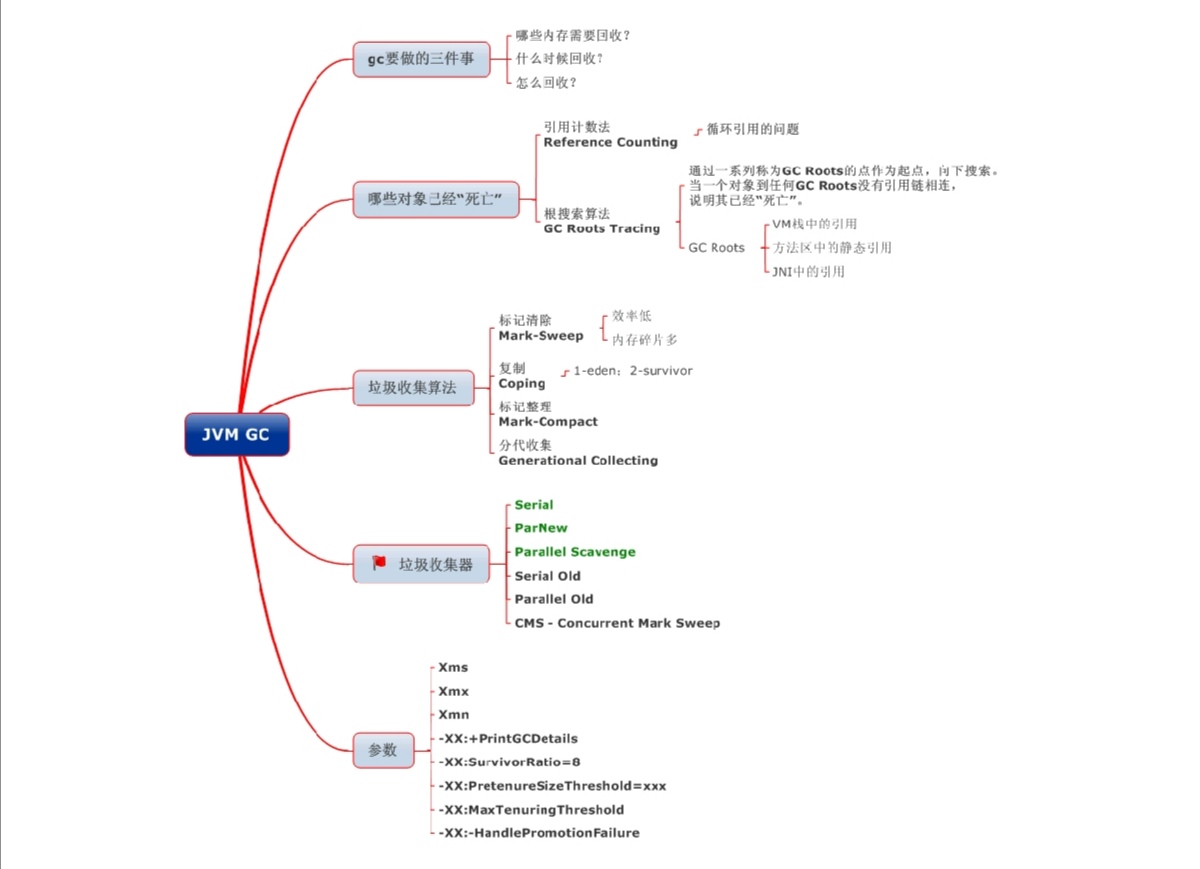 gc要做的三件事
哪些内存需要回收？
什么时候回收？
怎么回收？
哪些对象已经“死亡”
引用计数法
Reference Counting
循环引用的问题
根搜索算法
GC Roots Tracing
通过一系列称为GC Roots的点作为起点，向下搜索。
当一个对象到任何GC Roots没有引用链相连，
说明其已经“死亡”。
GC Roots
VM栈中的引用
方法区中的静态引用
JNI中的引用
垃圾收集算法
标记清除
Mark-Sweep
效率低
内存碎片多
复制
Coping
1-eden；2-survivor
标记整理
Mark-Compact
分代收集
Generational Collecting
JVM GC
垃圾收集器
Serial
ParNew
Parallel Scavenge
Serial Old
Parallel Old
CMS - Concurrent Mark Sweep
参数
Xms
Xmx
Xmn
-XX:+PrintGCDetails
-XX:SurvivorRatio=8
-XX:PretenureSizeThreshold=xxx
-XX:MaxTenuringThreshold
-XX:-HandlePromotionFailure